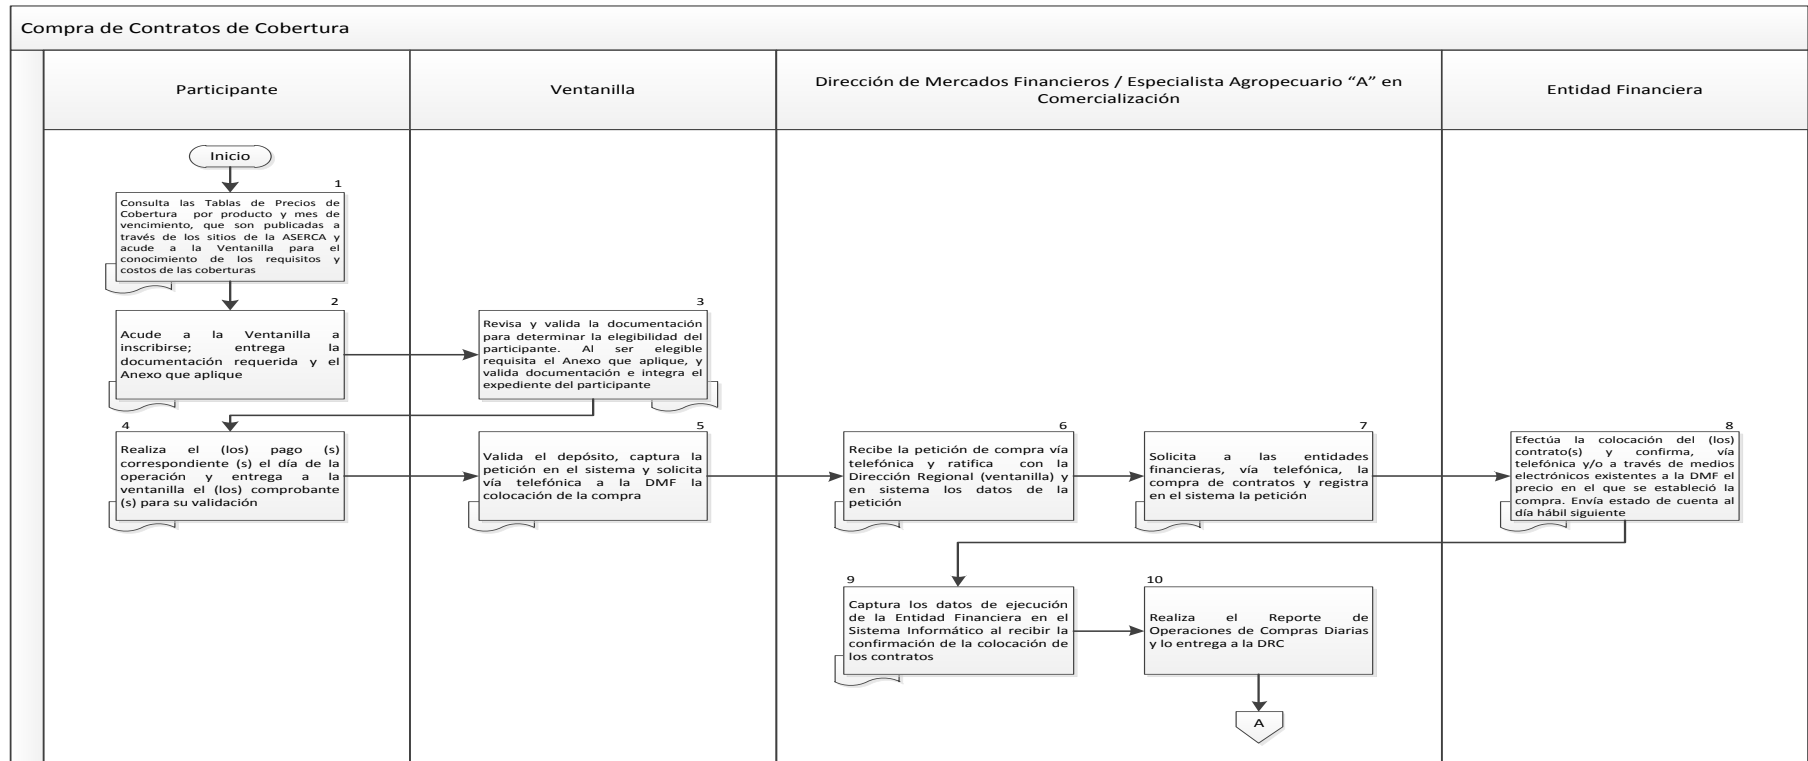 Compra de Contratos de Cobertura
Participante
Ventanilla
Dirección de Mercados Financieros / Especialista Agropecuario “A” en
Comercialización
Entidad Financiera
Inicio
1
Consulta las Tablas de Precios de
Cobertura por producto y mes de
vencimiento, que son publicadas a
través de los sitios de la ASERCA y
acude a la Ventanilla para el
conocimiento de los requisitos y
costos de las coberturas
2
Acude a la Ventanilla a
inscribirse; entrega la
documentación requerida y el
Anexo que aplique
3
Revisa y valida la documentación
para determinar la elegibilidad del
participante. Al ser elegible
requisita el Anexo que aplique, y
valida documentación e integra el
expediente del participante
4
Realiza el (los) pago (s)
correspondiente (s) el día de la
operación y entrega a la
ventanilla el (los) comprobante
(s) para su validación
5
Valida el depósito, captura la
petición en el sistema y solicita
vía telefónica a la DMF la
colocación de la compra
6
Recibe la petición de compra vía
telefónica y ratifica con la
Dirección Regional (ventanilla) y
en sistema los datos de la
petición
7
Solicita a las entidades
financieras, vía telefónica, la
compra de contratos y registra
en el sistema la petición
8
Efectúa la colocación del (los)
contrato(s) y confirma, vía
telefónica y/o a través de medios
electrónicos existentes a la DMF el
precio en el que se estableció la
compra. Envía estado de cuenta al
día hábil siguiente
9
Captura los datos de ejecución
de la Entidad Financiera en el
Sistema Informático al recibir la
confirmación de la colocación de
los contratos
10
Realiza el Reporte de
Operaciones de Compras Diarias
y lo entrega a la DRC
A